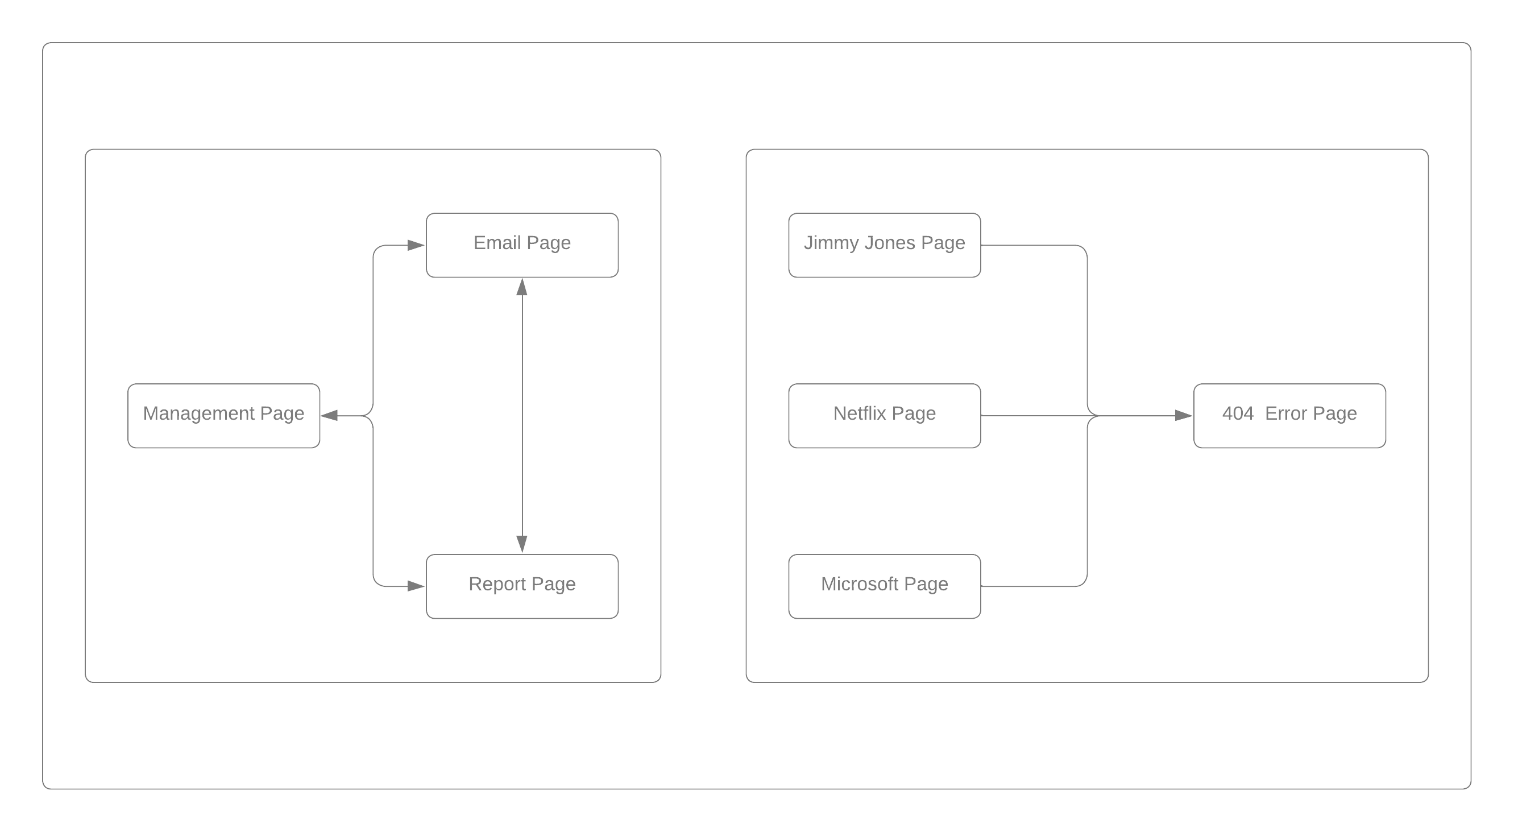 Email Page
Management Page
Report Page
Jimmy Jones Page
Netflix Page
Microsoft Page
404  Error Page